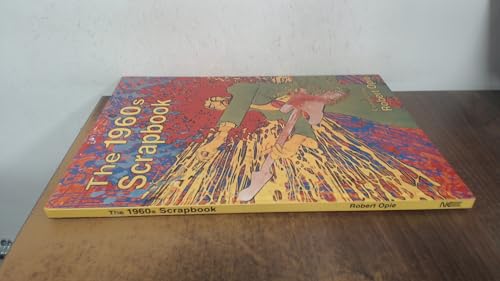 The 1960s
Scrapbook
Robert Opie
The 1960s Scrapbook Robert Opie